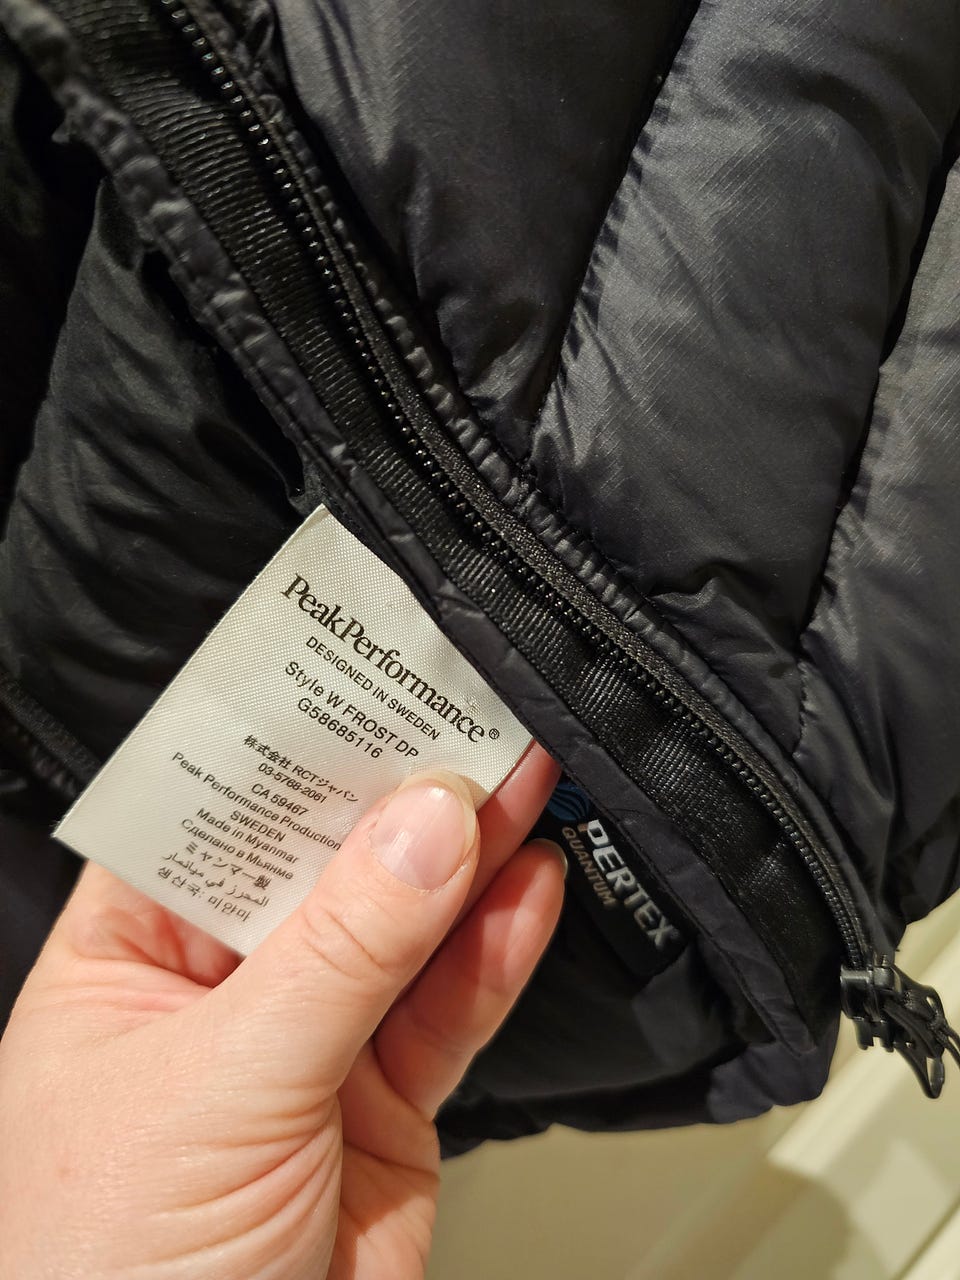 PeakPerformance®
DESIGNED IN SWEDEN
Style W FROST DP
G58685116
株式会社 RCTジャパン
03-5768-2061
CA 59467
Peak Performance Production
SWEDEN
Made in Myanmar
Сделано в Мьянме
ミャンマー製
المحرز في ميانمار
생산국: 미얀마
PERTEX
QUANTUM